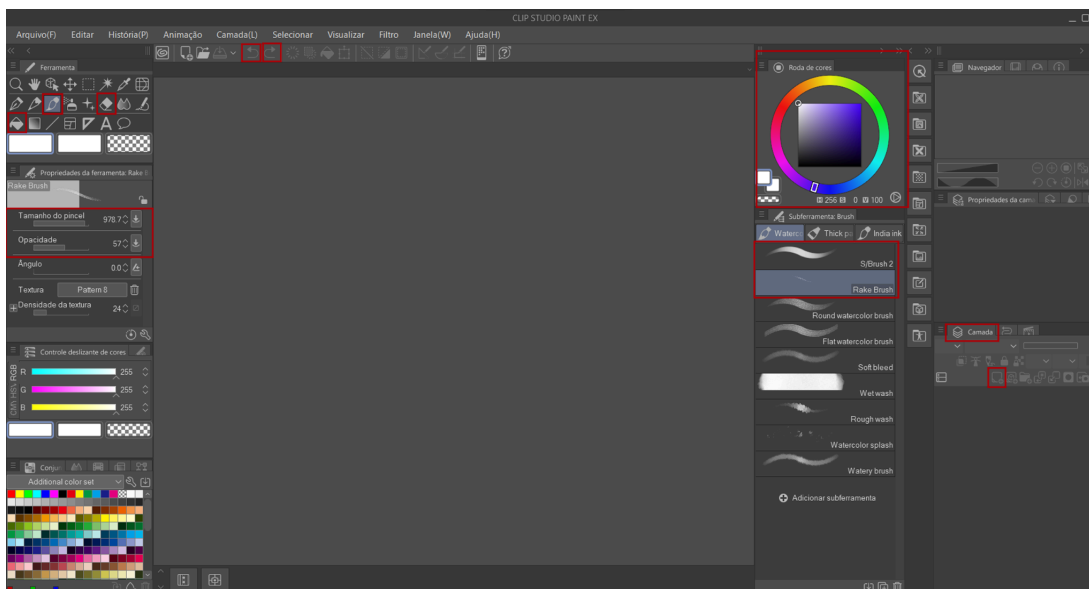 CLIP STUDIO PAINT EX
Arquivo(F) Editar História(P) Animação Camada(L) Selecionar Visualizar Filtro Janela(W) Ajuda(H)
Ferramenta
Propriedades da ferramenta: Rake B
Rake Brush
Tamanho do pincel 978.7
Opacidade 57
Ângulo 0.0
Textura Pattern 8
Densidade da textura 24
Controle deslizante de cores
RGB
HSV
CM
R 255
G 255
B 255
Conjur
Additional color set
Roda de cores
256 S 0 V 100
Subferramenta: Brush
Waterc Thick pa India ink
S/Brush 2
Rake Brush
Round watercolor brush
Flat watercolor brush
Soft bleed
Wet wash
Rough wash
Watercolor splash
Watery brush
Adicionar subferramenta
Navegador
Propriedades da cama
Camada